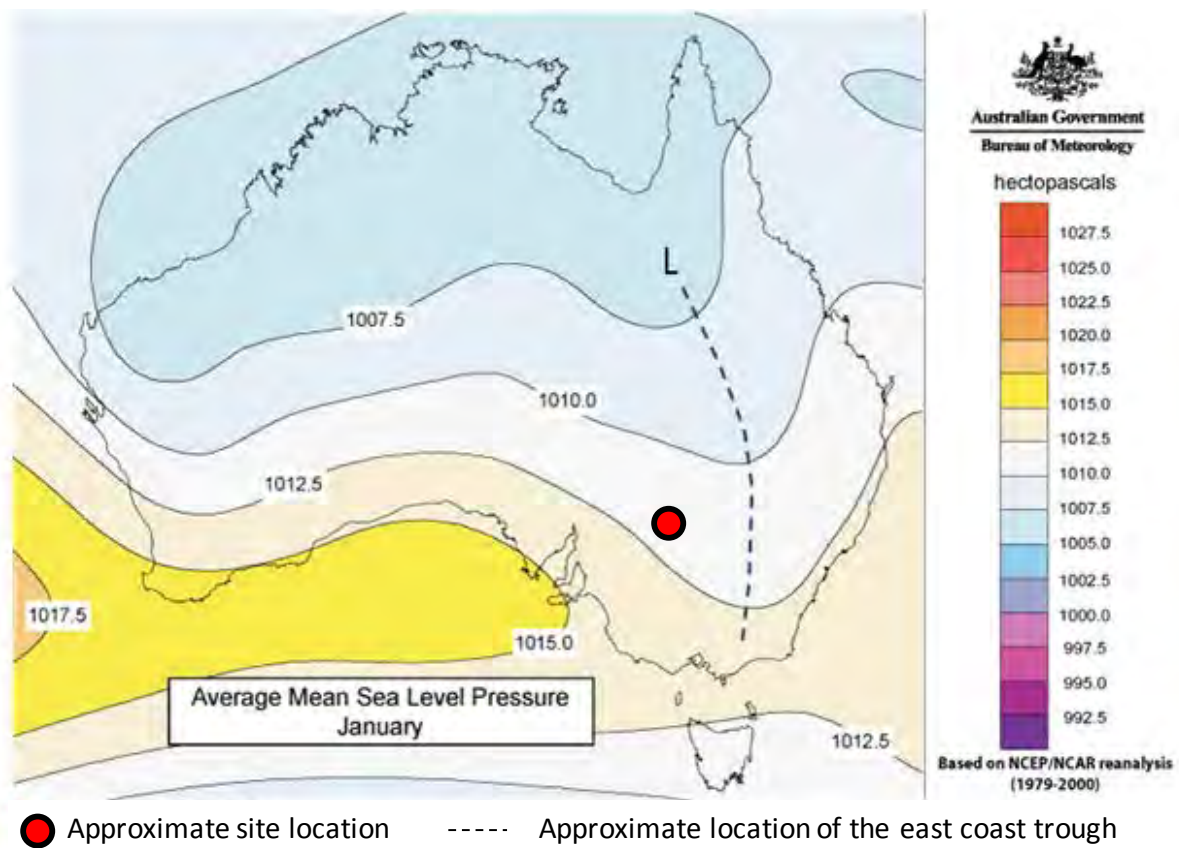 L
1007.5
1010.0
1012.5
1017.5
1015.0
Average Mean Sea Level Pressure
January
1012.5
Australian Government
Bureau of Meteorology
hectopascals
1027.5
1025.0
1022.5
1020.0
1017.5
1015.0
1012.5
1010.0
1007.5
1005.0
1002.5
1000.0
997.5
995.0
992.5
Based on NCEP/NCAR reanalysis
(1979-2000)
Approximate site location
Approximate location of the east coast trough